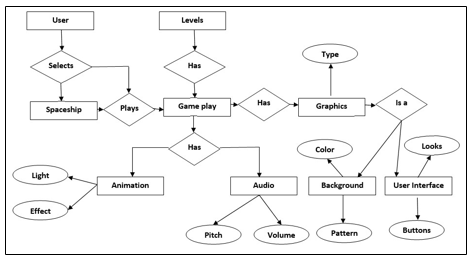 User
Levels
Selects
Has
Type
Spaceship
Plays
Game play
Has
Graphics
Is a
Has
Color
Looks
Light
Animation
Audio
Background
User Interface
Effect
Pitch
Volume
Pattern
Buttons